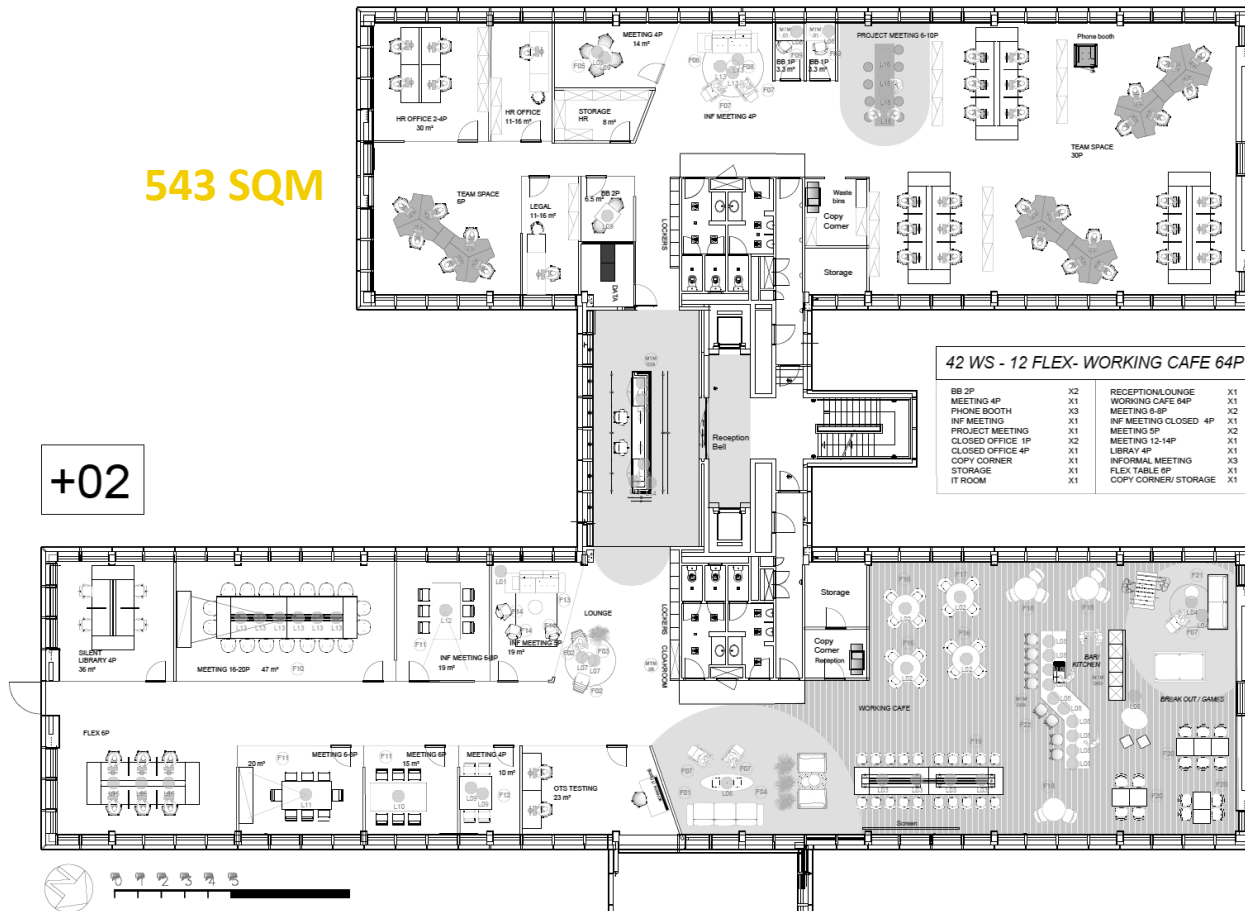 543 SQM
+02
HR OFFICE 2-4P
30 m²
HR OFFICE
11-16 m²
MEETING 4P
14 m²
STORAGE
HR
8 m²
INF MEETING 4P
BB 1P
3.3 m²
BB 1P
3.3 m²
PROJECT MEETING 6-10P
Phone booth
TEAM SPACE
30P
TEAM SPACE
6P
LEGAL
11-16 m²
BB 2P
6.5 m²
DATA
LOCKERS
Waste
bins
Copy
Corner
Storage
Reception
Bell
42 WS - 12 FLEX- WORKING CAFE 64P
BB 2P X2
MEETING 4P X1
PHONE BOOTH X3
INF MEETING X1
PROJECT MEETING X1
CLOSED OFFICE 1P X2
CLOSED OFFICE 4P X1
COPY CORNER X1
STORAGE X1
IT ROOM X1
RECEPTION/LOUNGE X1
WORKING CAFE 64P X1
MEETING 6-8P X2
INF MEETING CLOSED 4P X1
MEETING 5P X2
MEETING 12-14P X1
LIBRAY 4P X1
INFORMAL MEETING X3
FLEX TABLE 6P X1
COPY CORNER/ STORAGE X1
SILENT
LIBRARY 4P
36 m²
MEETING 16-20P 47 m²
INF MEETING 6-8P
19 m²
INF MEETING 5P
19 m²
LOUNGE
LOCKERS
CLOAKROOM
Storage
Copy
Corner
Reception
WORKING CAFE
BAR/
KITCHEN
BREAK OUT / GAMES
FLEX 6P
MEETING 6-8P
20 m²
MEETING 6P
15 m²
MEETING 4P
10 m²
OTS TESTING
23 m²
Screen
0 1 2 3 4 5